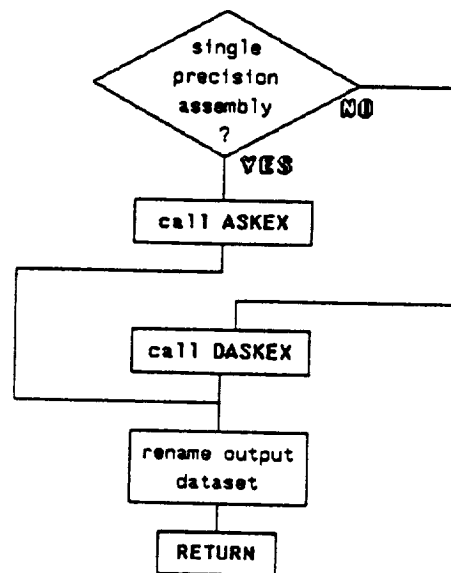 single
precision
assembly
?
NO
YES
call ASKEX
call DASKEX
rename output
dataset
RETURN